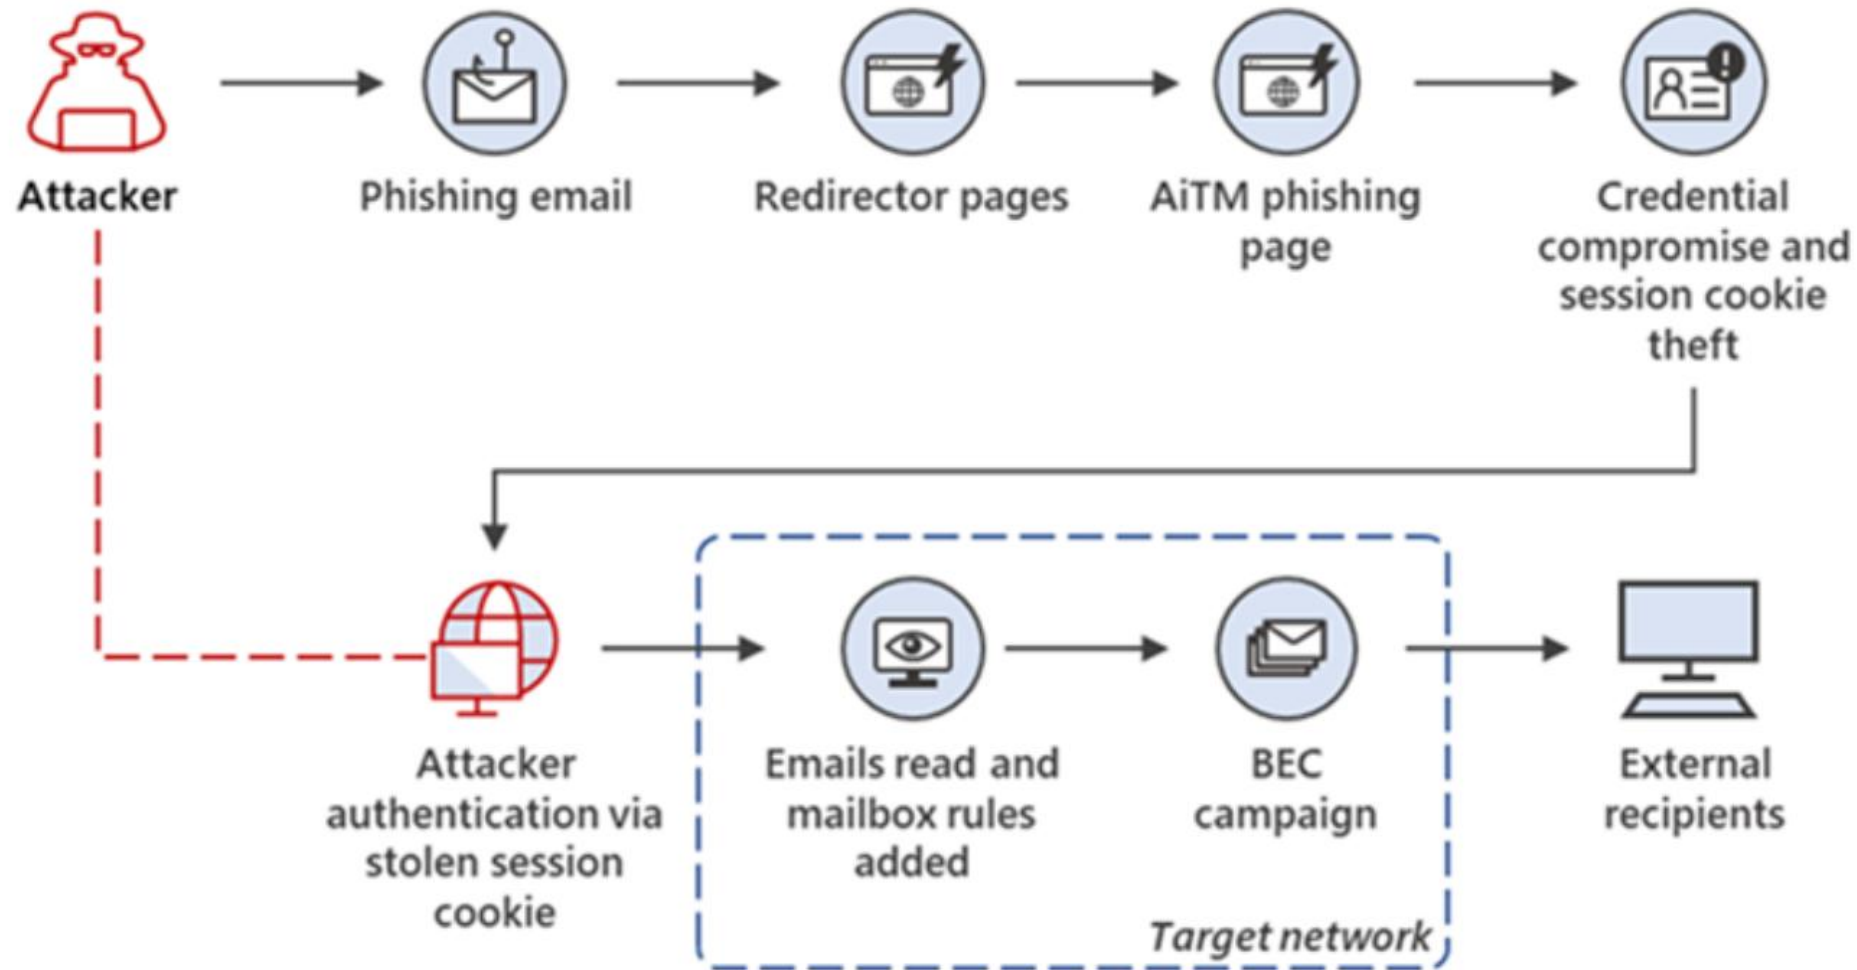 Attacker
Phishing email
Redirector pages
AiTM phishing
page
Credential
compromise and
session cookie
theft
Attacker
authentication via
stolen session
cookie
Emails read and
mailbox rules
added
BEC
campaign
External
recipients
Target network